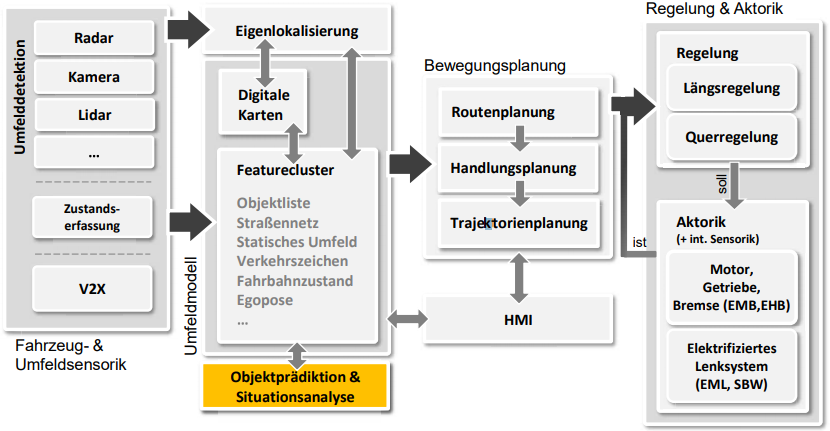 Umfelddetektion
Radar
Kamera
Lidar
...
Zustands-
erfassung
V2X
Fahrzeug- &
Umfeldsensorik
Eigenlokalisierung
Umfeldmodell
Digitale
Karten
Featurecluster
Objektliste
Straßennetz
Statisches Umfeld
Verkehrszeichen
Fahrbahnzustand
Egopose
...
Objektprädiktion &
Situationsanalyse
Bewegungsplanung
Routenplanung
Handlungsplanung
Trajektorienplanung
HMI
Regelung & Aktorik
Regelung
Längsregelung
Querregelung
soll
ist
Aktorik
(+ int. Sensorik)
Motor,
Getriebe,
Bremse (EMB,EHB)
Elektrifiziertes
Lenksystem
(EML, SBW)